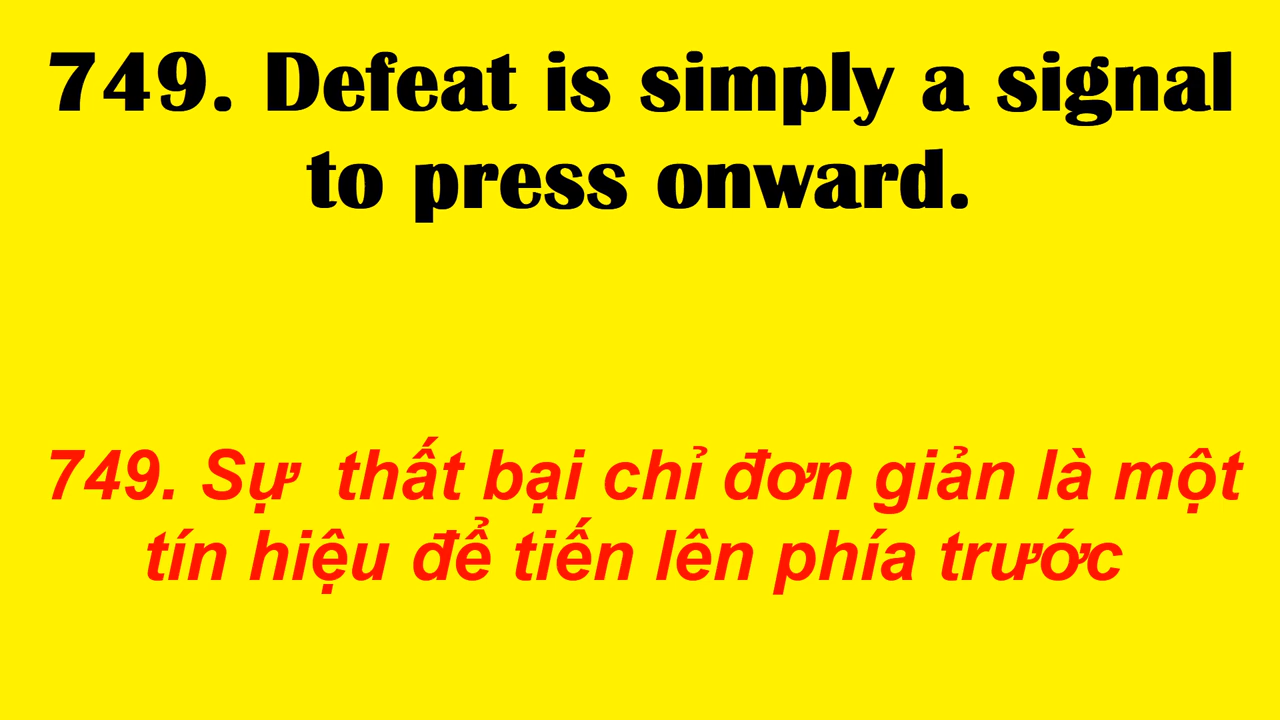 749. Defeat is simply a signal
to press onward.
749. Sự thất bại chỉ đơn giản là một
tín hiệu để tiến lên phía trước